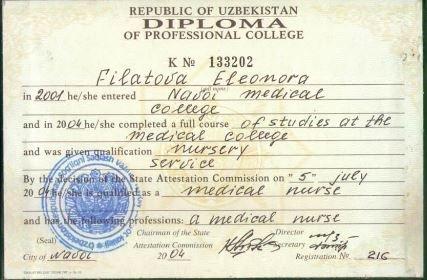 REPUBLIC OF UZBEKISTAN
DIPLOMA
OF PROFESSIONAL COLLEGE
K № 133202
Filatova Eleonora
in 2001 he/she entered Navoi medical
college
and in 2004 he/she completed a full course of studies at the
medical college
and was given qualification nursery
service
By the decision of the State Attestation Commission on "5" july
2004 he/she is qualified as a medical nurse
and has the following professions: a medical nurse
(Seal) Chairman of the State Director
Attestation Commission Secretary
City of Navoi 2004 Registration № 216